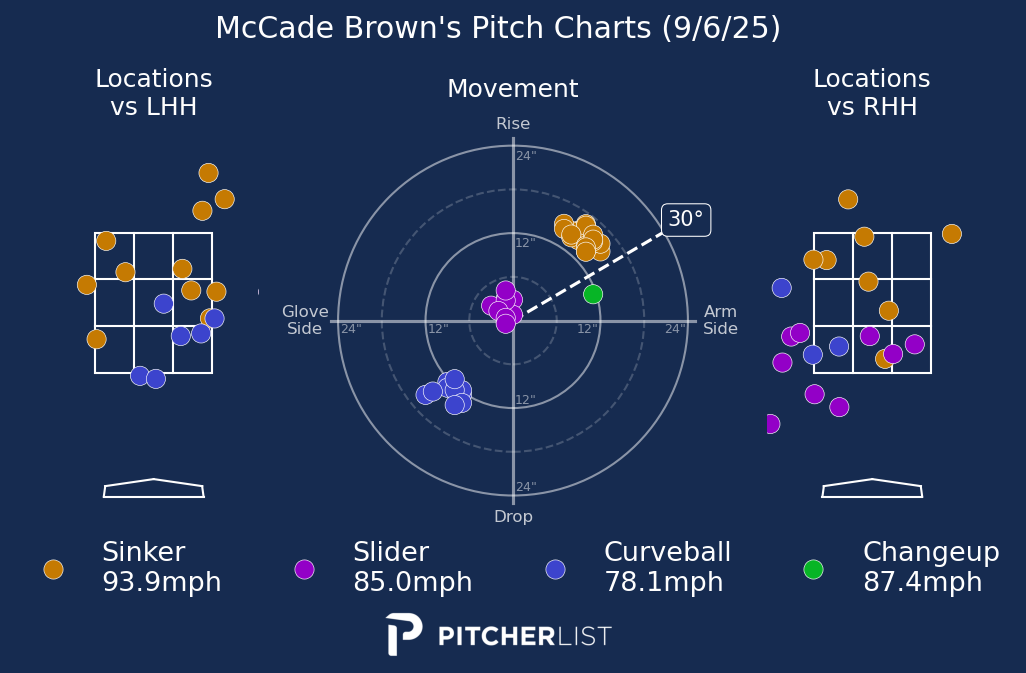 McCade Brown's Pitch Charts (9/6/25)
Locations
vs LHH
Movement
Locations
vs RHH
Rise
24"
30°
12"
Glove
Side
24"
12"
12"
24"
Arm
Side
12"
24"
Drop
Sinker
93.9mph
Slider
85.0mph
Curveball
78.1mph
Changeup
87.4mph
PITCHERLIST